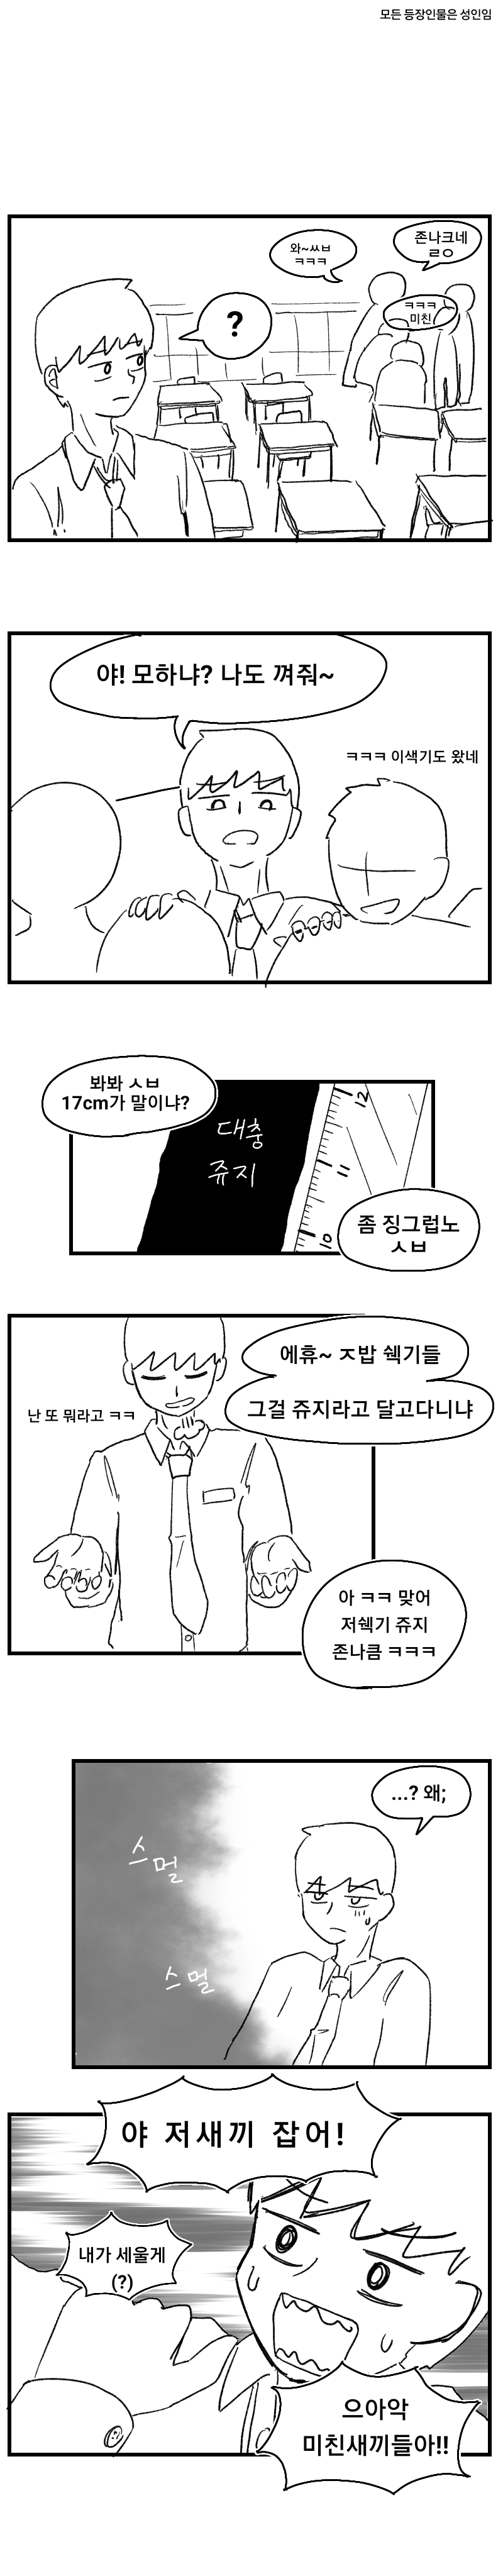 모든 등장인물은 성인임
와~ㅆㅂ
ㅋㅋㅋ
존나크네
ㄹㅇ
?
ㅋㅋㅋ
미친
야! 모하냐? 나도 껴줘~
ㅋㅋㅋ 이색기도 왔네
봐봐 ㅅㅂ
17cm가 말이냐?
대충
쥬지
12
11
10
좀 징그럽노
ㅅㅂ
에휴~ ㅈ밥 쉑기들
그걸 쥬지라고 달고다니냐
난 또 뭐라고 ㅋㅋ
아 ㅋㅋ 맞어
저쉑기 쥬지
존나큼 ㅋㅋㅋ
...? 왜;
스멀
스멀
야 저새끼 잡어!
내가 세울게
(?)
으아악
미친새끼들아!!